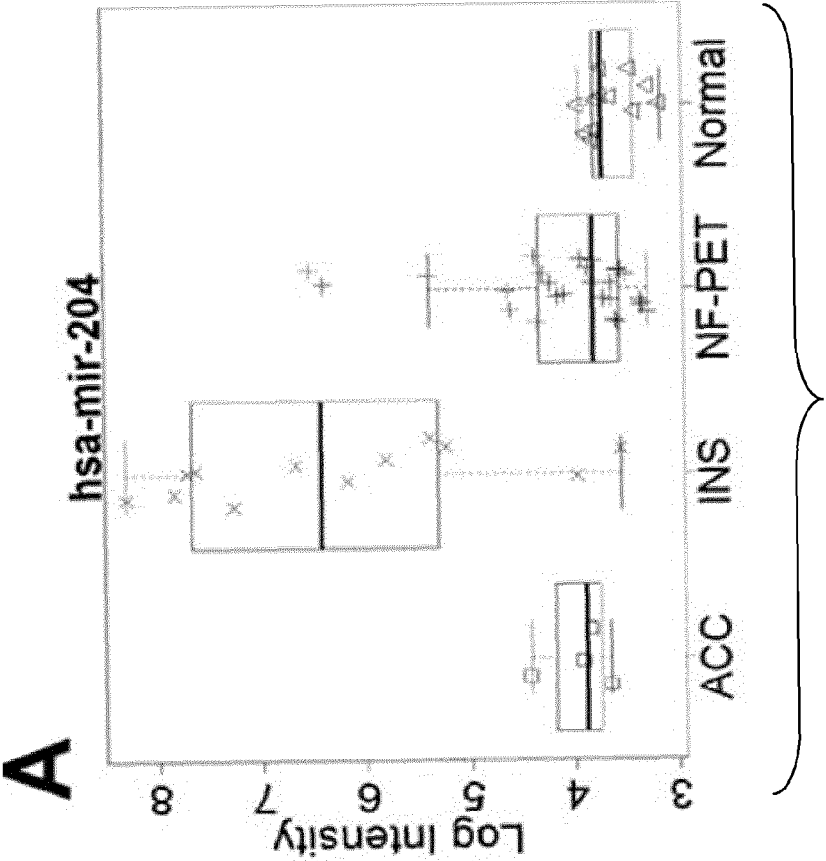 A
hsa-mir-204
Log Intensity
8
7
6
5
4
3
ACC
INS
NF-PET
Normal